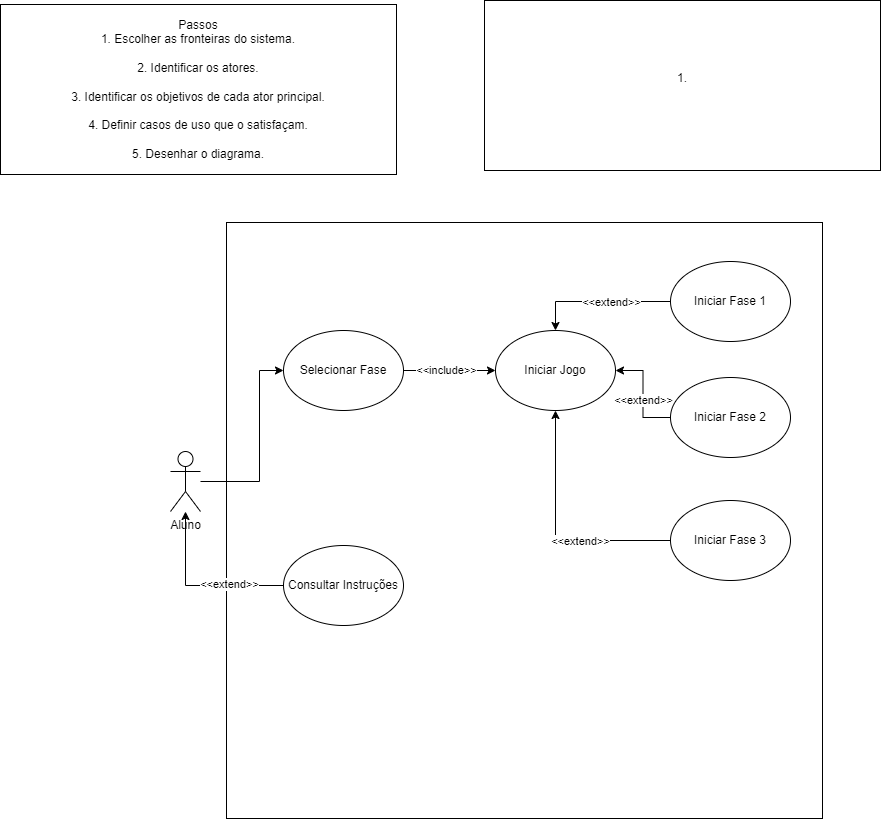 Passos
1. Escolher as fronteiras do sistema.
2. Identificar os atores.
3. Identificar os objetivos de cada ator principal.
4. Definir casos de uso que o satisfaçam.
5. Desenhar o diagrama.
1.
Iniciar Fase 1
<<extend>>
Selecionar Fase
<<include>>
Iniciar Jogo
<<extend>>
Iniciar Fase 2
Aluno
<<extend>>
Iniciar Fase 3
<<extend>>
Consultar Instruções